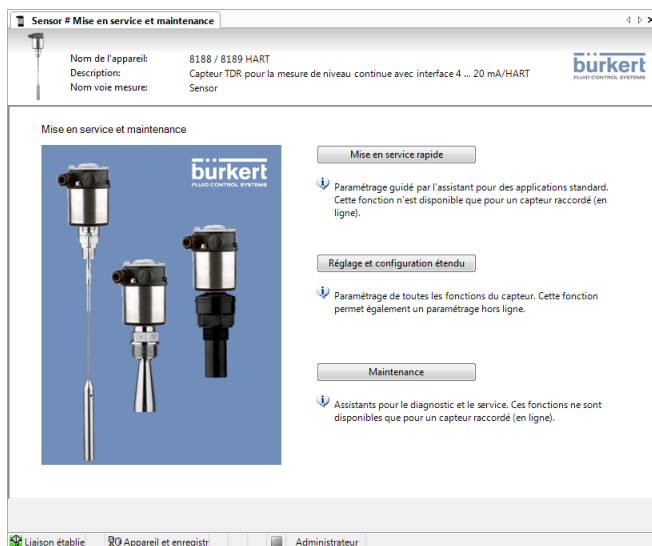 Sensor # Mise en service et maintenance
Nom de l'appareil: 8188 / 8189 HART
Description: Capteur TDR pour la mesure de niveau continue avec interface 4 ... 20 mA/HART
Nom voie mesure: Sensor
bürkert
FLUID CONTROL SYSTEMS
Mise en service et maintenance
bürkert
FLUID CONTROL SYSTEMS
Mise en service rapide
Paramétrage guidé par l'assistant pour des applications standard.
Cette fonction n'est disponible que pour un capteur raccordé (en
ligne).
Réglage et configuration étendu
Paramétrage de toutes les fonctions du capteur. Cette fonction
permet également un paramétrage hors ligne.
Maintenance
Assistants pour le diagnostic et le service. Ces fonctions ne sont
disponibles que pour un capteur raccordé (en ligne).
Liaison établie Appareil et enregistr Administrateur